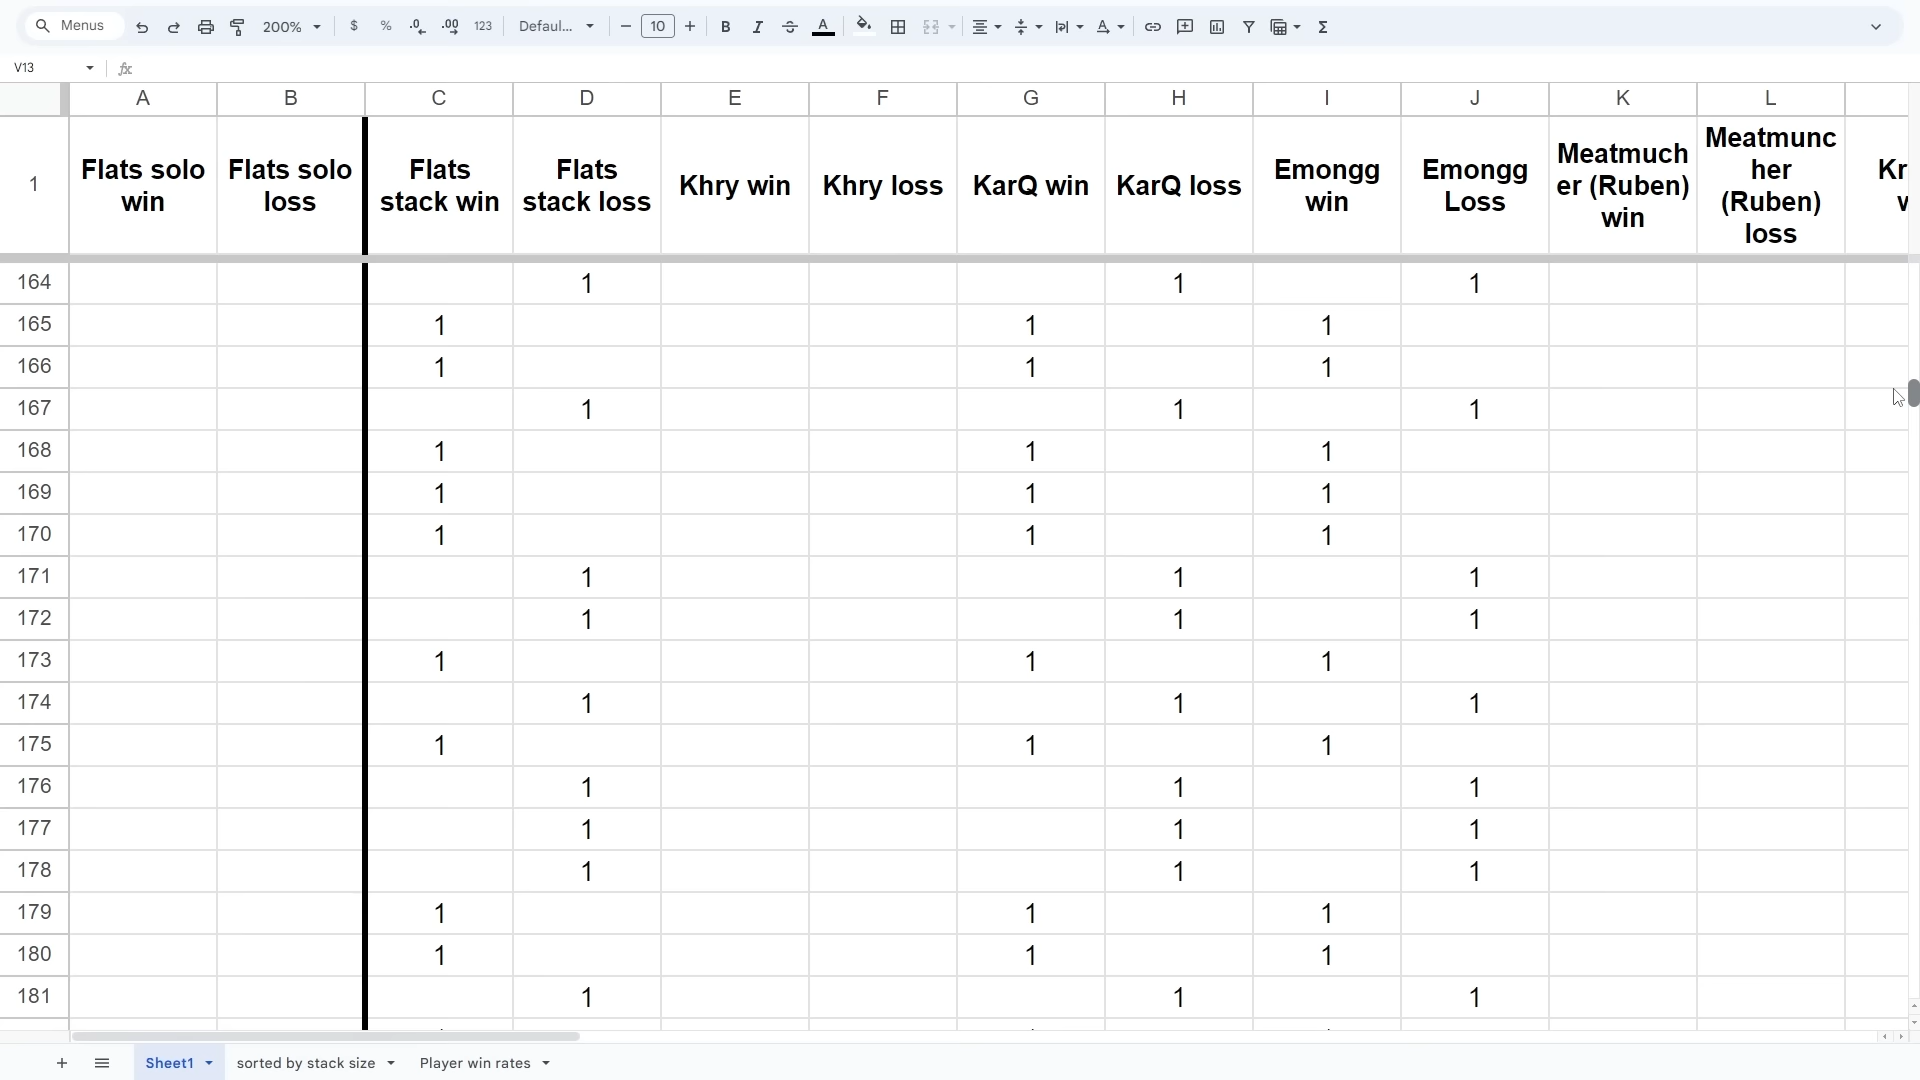 Menus 200% $ % .0 .00 123 Defaul... 10 B I A
V13 fx
A B C D E F G H I J K L
1 Flats solo win Flats solo loss Flats stack win Flats stack loss Khry win Khry loss KarQ win KarQ loss Emongg win Emongg Loss Meatmuch er (Ruben) win Meatmunc her (Ruben) loss Kr
164 1 1 1
165 1 1 1
166 1 1 1
167 1 1 1
168 1 1 1
169 1 1 1
170 1 1 1
171 1 1 1
172 1 1 1
173 1 1 1
174 1 1 1
175 1 1 1
176 1 1 1
177 1 1 1
178 1 1 1
179 1 1 1
180 1 1 1
181 1 1 1
Sheet1 sorted by stack size Player win rates